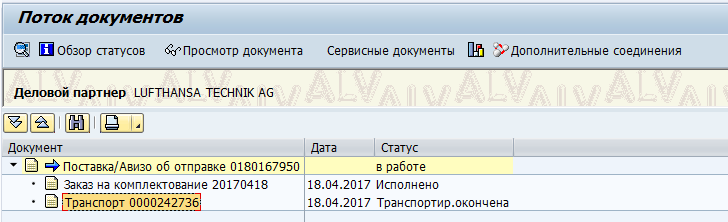 Поток документов
Обзор статусов Просмотр документа Сервисные документы Дополнительные соединения
Деловой партнер LUFTHANSA TECHNIK AG
Документ Дата Статус
Поставка/Авизо об отправке 0180167950 в работе
Заказ на комплектование 20170418 18.04.2017 Исполнено
Транспорт 0000242736 18.04.2017 Транспортир.окончена